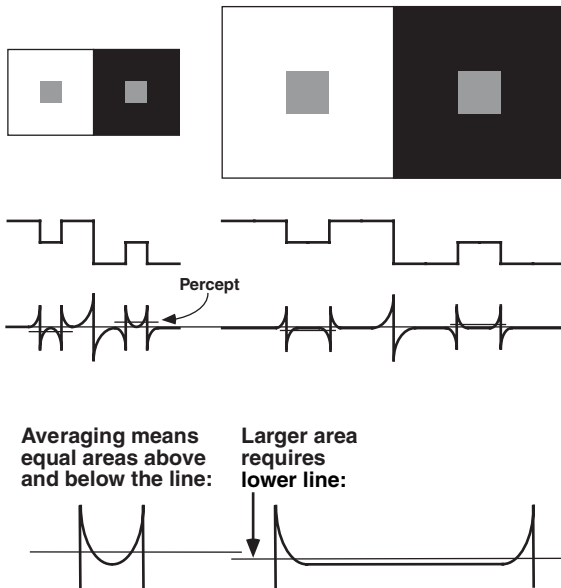 Percept
Averaging means
equal areas above
and below the line:
Larger area
requires
lower line: